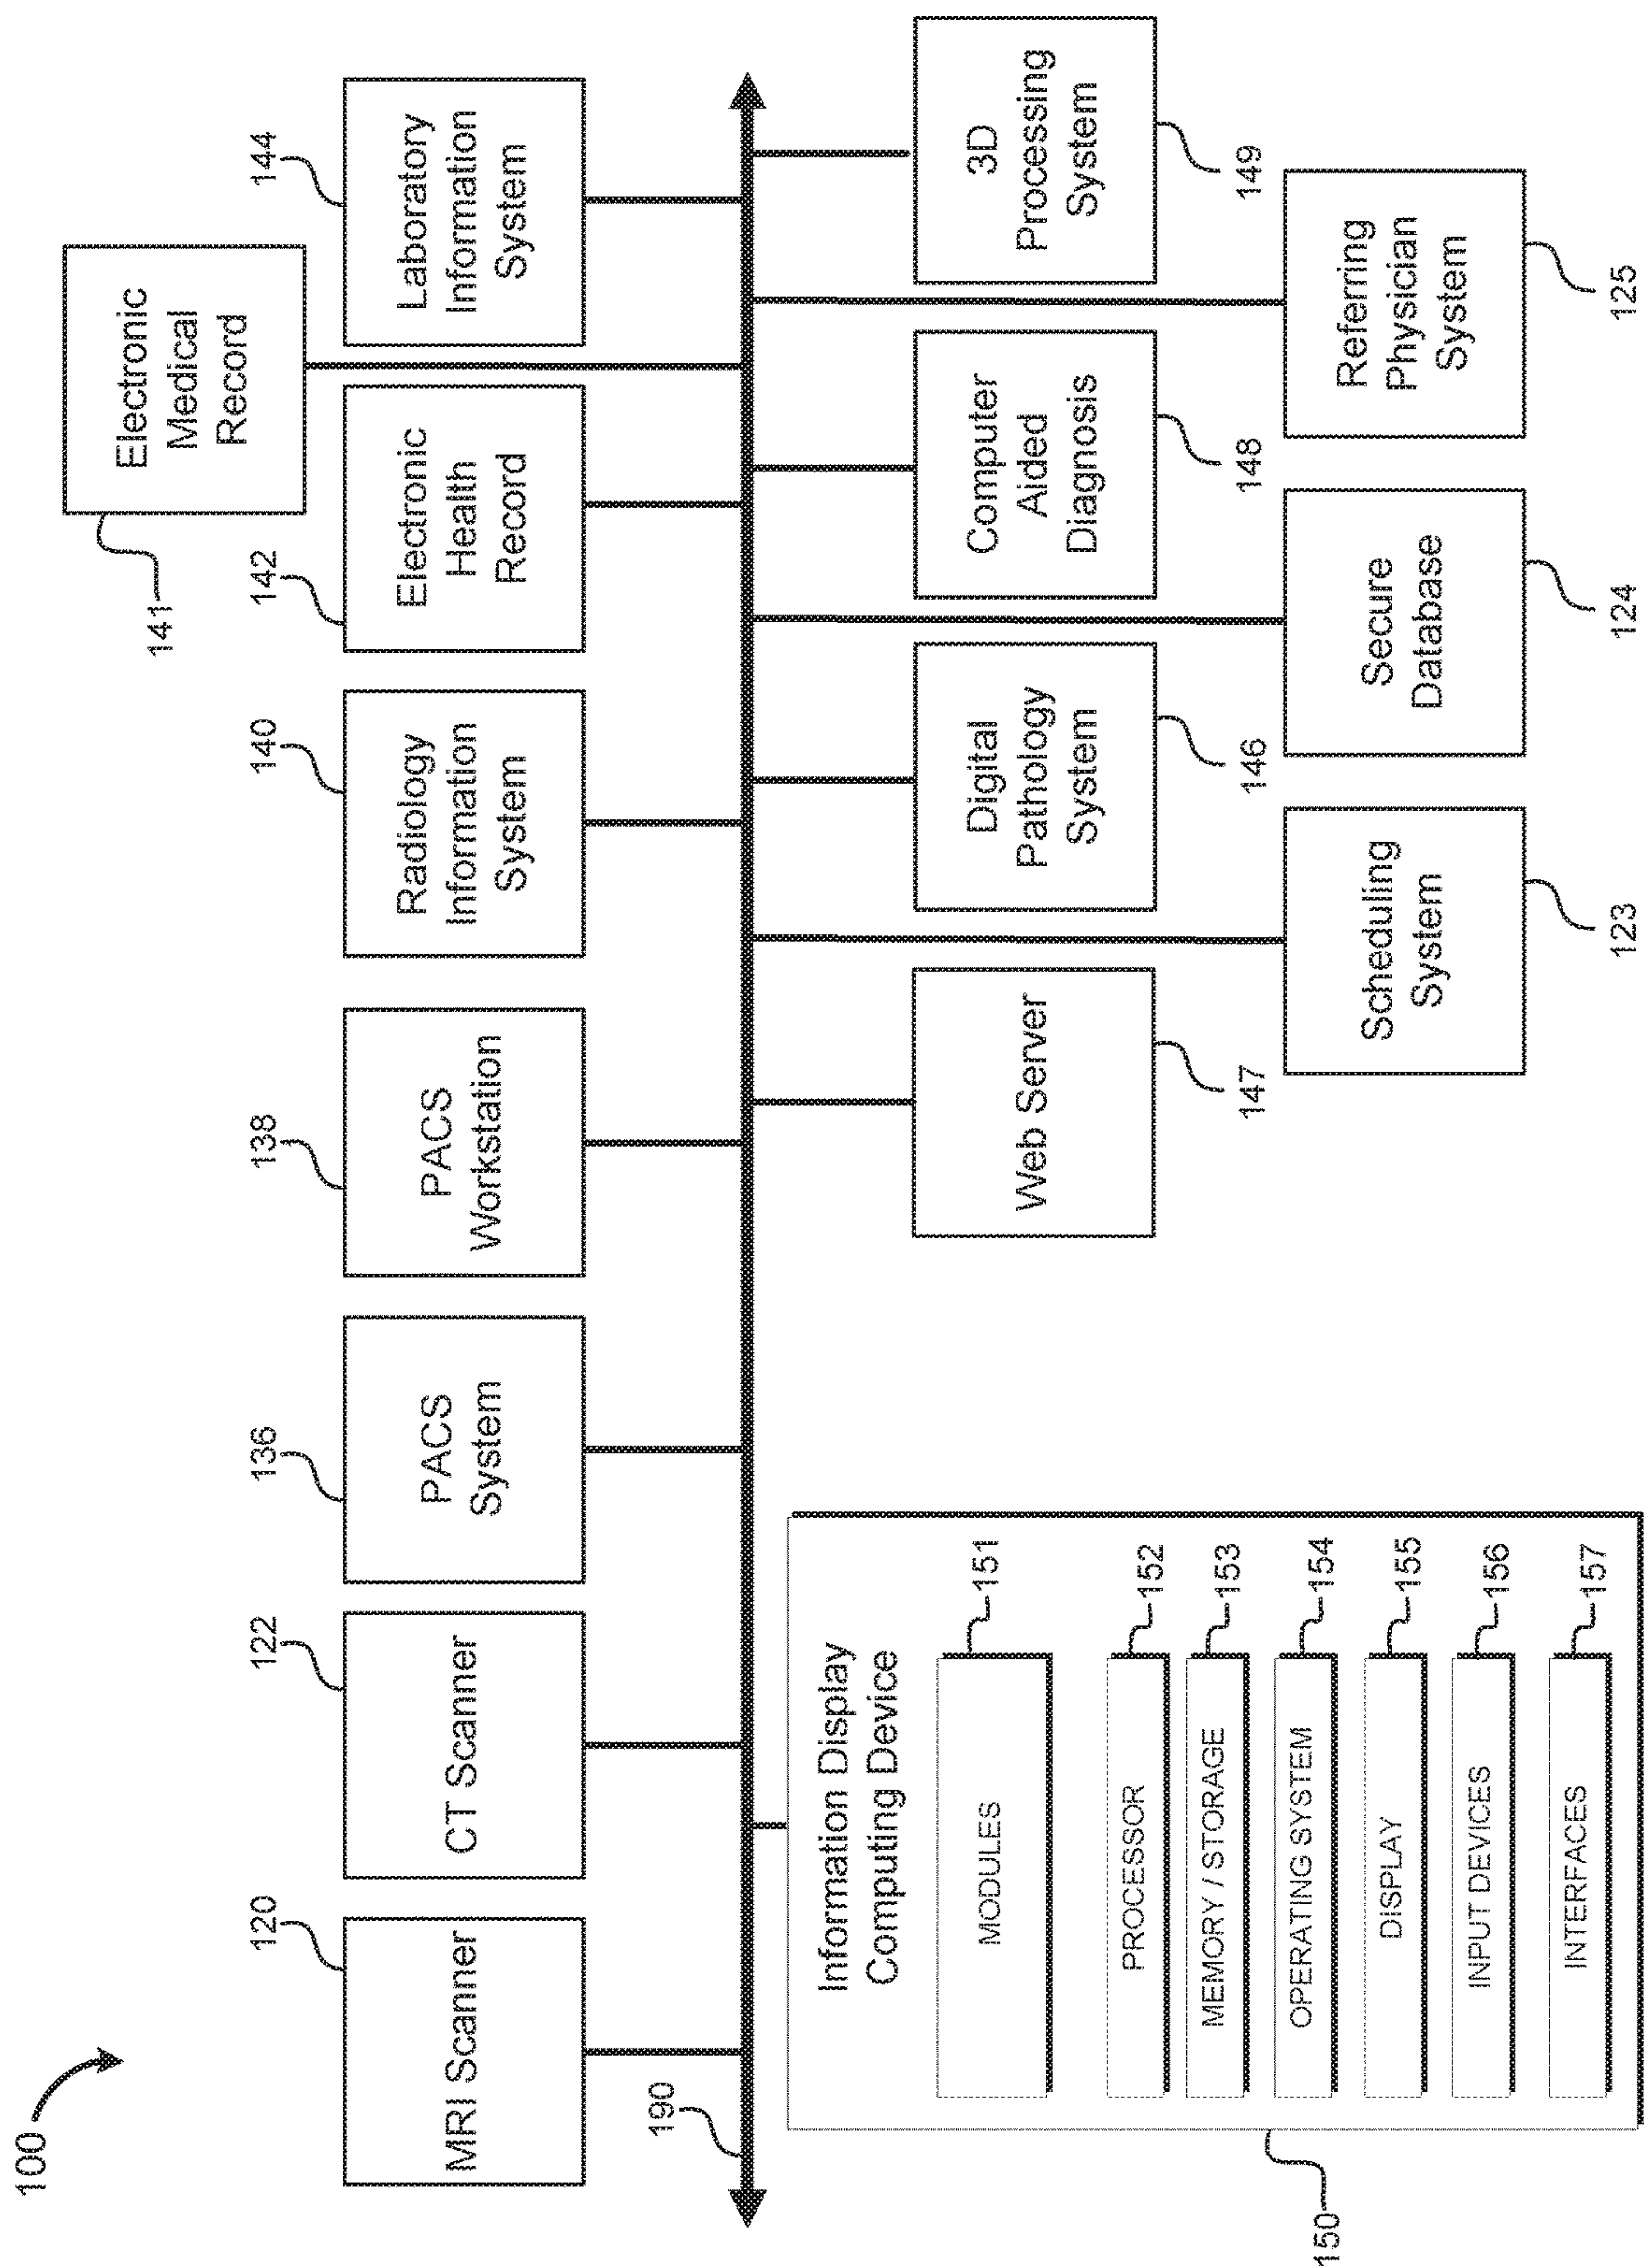 100
141
Electronic
Medical
Record
120
122
136
138
140
142
144
MRI Scanner
CT Scanner
PACS
System
PACS
Workstation
Radiology
Information
System
Electronic
Health
Record
Laboratory
Information
System
190
Information Display
Computing Device
MODULES
151
PROCESSOR
152
MEMORY / STORAGE
153
OPERATING SYSTEM
154
DISPLAY
155
INPUT DEVICES
156
INTERFACES
157
150
Web Server
147
Digital
Pathology
System
146
Computer
Aided
Diagnosis
148
3D
Processing
System
149
Scheduling
System
123
Secure
Database
124
Referring
Physician
System
125